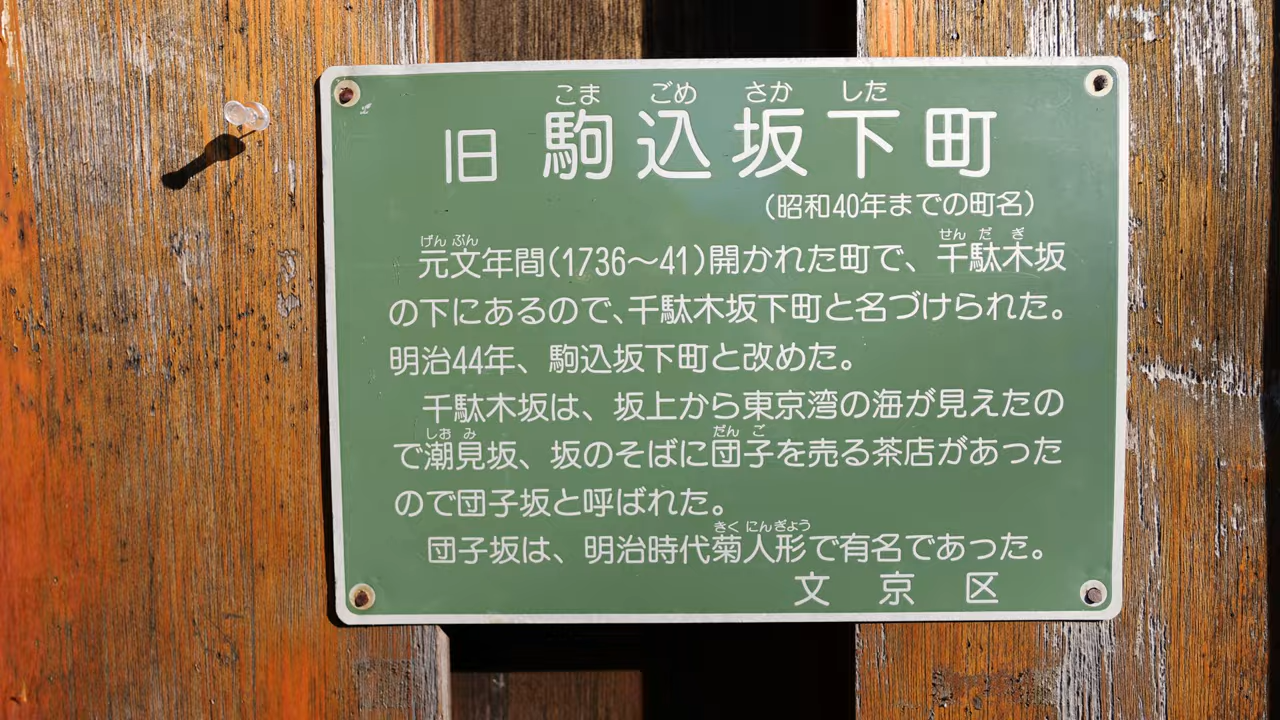 こま ごめ さか した
旧 駒込坂下町
(昭和40年までの町名)
げん ぶん せん だ ぎ
元文年間(1736〜41)開かれた町で、千駄木坂
の下にあるので、千駄木坂下町と名づけられた。
明治44年、駒込坂下町と改めた。
千駄木坂は、坂上から東京湾の海が見えたの
しお み だん ご
で潮見坂、坂のそばに団子を売る茶店があった
ので団子坂と呼ばれた。
きく にんぎょう
団子坂は、明治時代菊人形で有名であった。
文京区